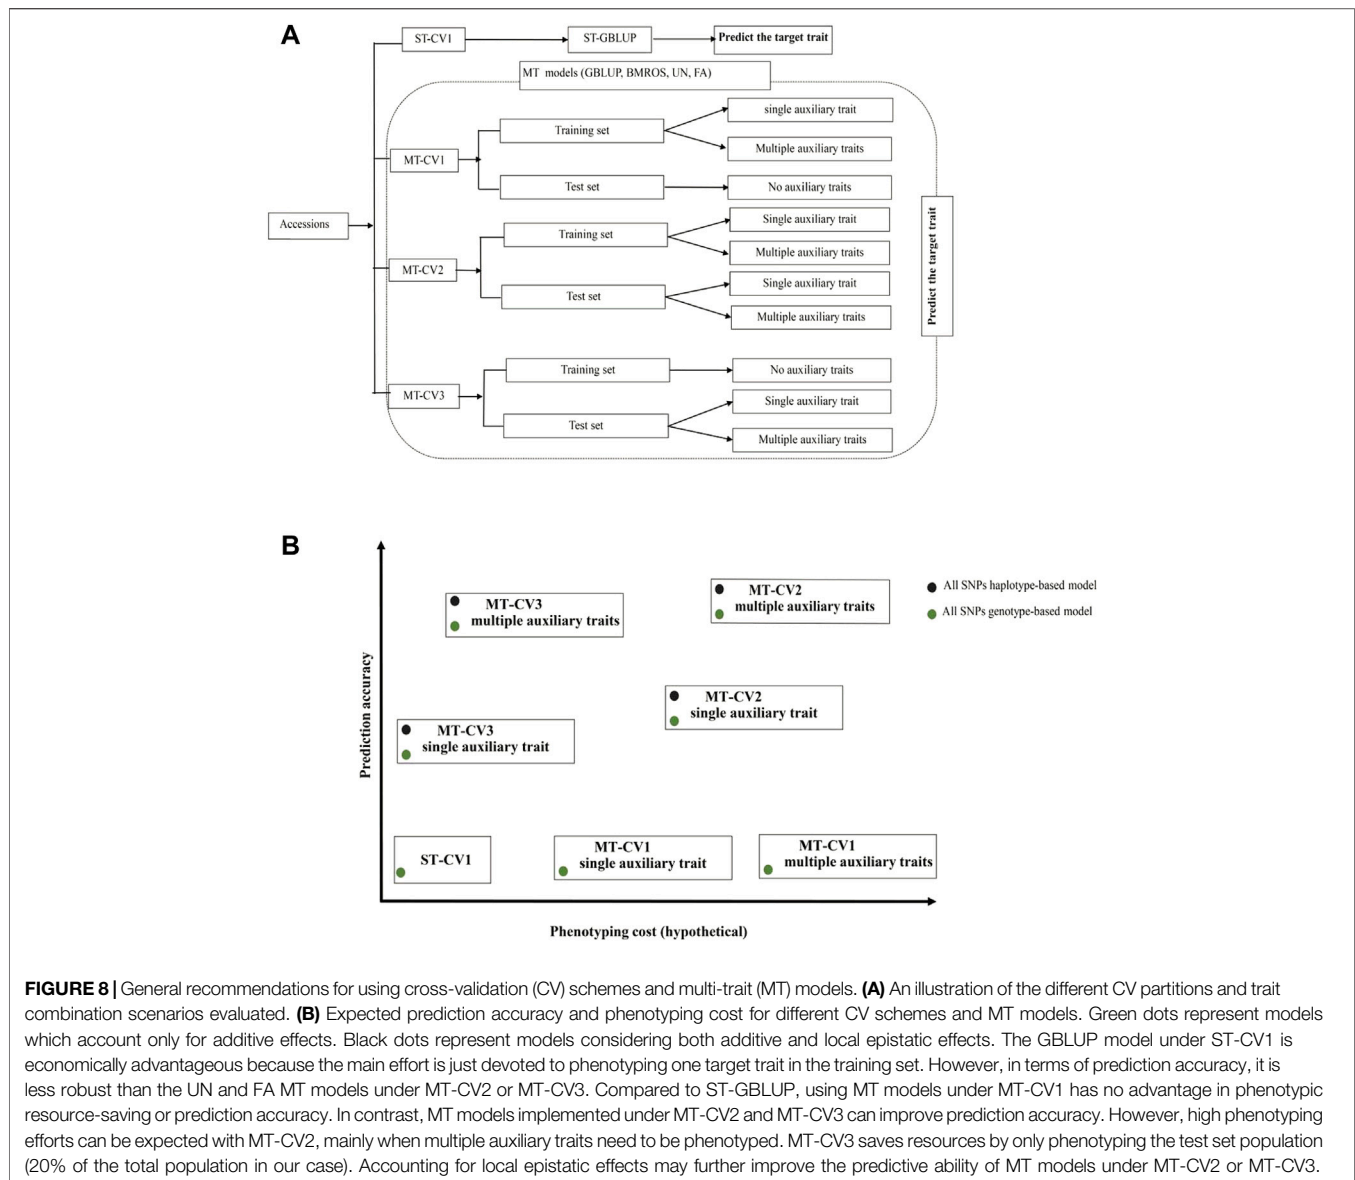 A
ST-CV1
ST-GBLUP
Predict the target trait
MT models (GBLUP, BMROS, UN, FA)
single auxiliary trait
Training set
Multiple auxiliary traits
MT-CV1
Test set
No auxiliary traits
Single auxiliary trait
Training set
Multiple auxiliary traits
Accessions
MT-CV2
Single auxiliary trait
Test set
Multiple auxiliary traits
Training set
No auxiliary traits
MT-CV3
Single auxiliary trait
Test set
Multiple auxiliary traits
Predict the target trait
B
Prediction accuracy
MT-CV3
multiple auxiliary traits
MT-CV2
multiple auxiliary traits
All SNPs haplotype-based model
All SNPs genotype-based model
MT-CV2
single auxiliary trait
MT-CV3
single auxiliary trait
ST-CV1
MT-CV1
single auxiliary trait
MT-CV1
multiple auxiliary traits
Phenotyping cost (hypothetical)
FIGURE 8 | General recommendations for using cross-validation (CV) schemes and multi-trait (MT) models. (A) An illustration of the different CV partitions and trait
combination scenarios evaluated. (B) Expected prediction accuracy and phenotyping cost for different CV schemes and MT models. Green dots represent models
which account only for additive effects. Black dots represent models considering both additive and local epistatic effects. The GBLUP model under ST-CV1 is
economically advantageous because the main effort is just devoted to phenotyping one target trait in the training set. However, in terms of prediction accuracy, it is
less robust than the UN and FA MT models under MT-CV2 or MT-CV3. Compared to ST-GBLUP, using MT models under MT-CV1 has no advantage in phenotypic
resource-saving or prediction accuracy. In contrast, MT models implemented under MT-CV2 and MT-CV3 can improve prediction accuracy. However, high phenotyping
efforts can be expected with MT-CV2, mainly when multiple auxiliary traits need to be phenotyped. MT-CV3 saves resources by only phenotyping the test set population
(20% of the total population in our case). Accounting for local epistatic effects may further improve the predictive ability of MT models under MT-CV2 or MT-CV3.